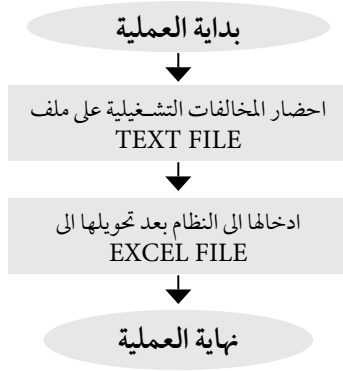 بداية العملية
احضار المخالفات التشغيلية على ملف
TEXT FILE
ادخالها الى النظام بعد تحويلها الى
EXCEL FILE
نهاية العملية